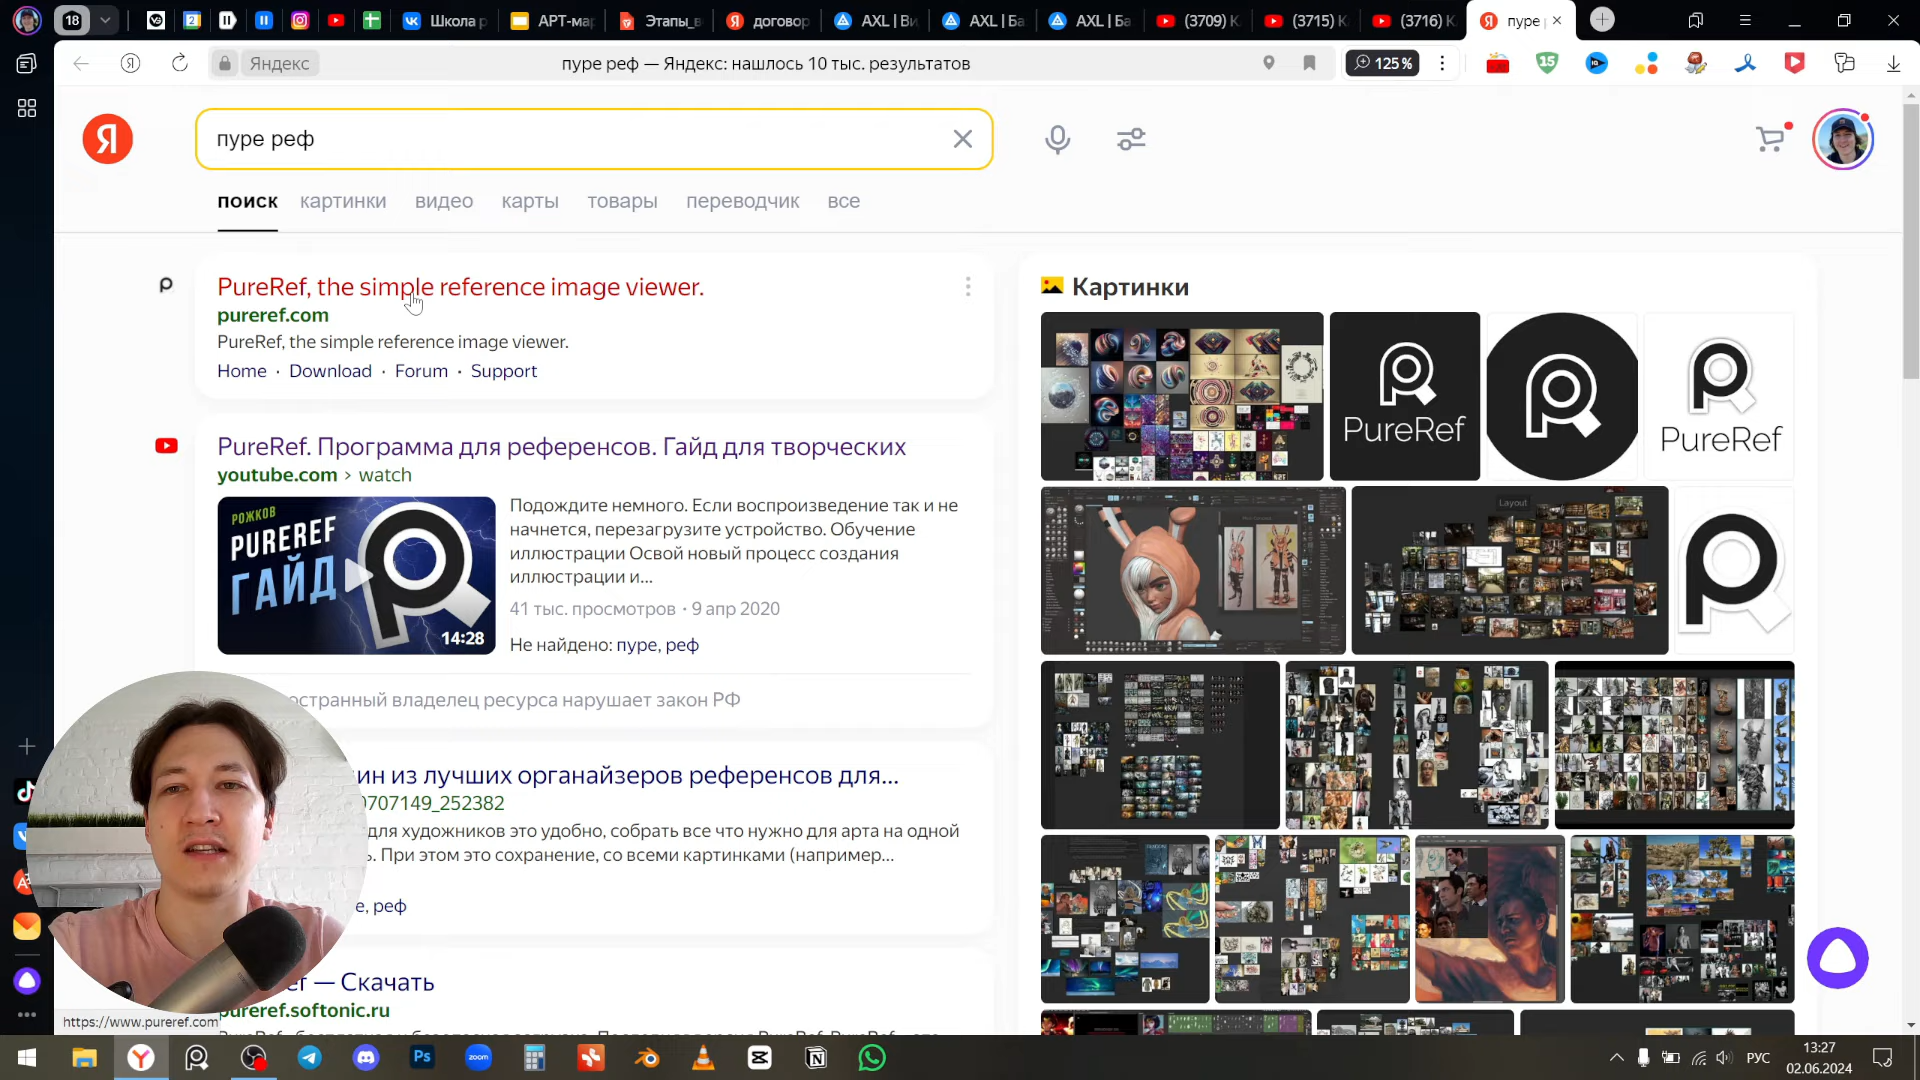 18
Школа р
АРТ-ма
Этапы_в
договор
AXL | Ви
AXL | Ба
AXL | Ба
(3709) К
(3715) К
(3716) К
пуре
Яндекс
пуре реф — Яндекс: нашлось 10 тыс. результатов
125 %
15
Я
пуре реф
поиск
картинки
видео
карты
товары
переводчик
все
PureRef, the simple reference image viewer.
pureref.com
PureRef, the simple reference image viewer.
Home · Download · Forum · Support
PureRef. Программа для референсов. Гайд для творческих
youtube.com › watch
РОЖКОВ
PUREREF
ГАЙД
14:28
Подождите немного. Если воспроизведение так и не
начнется, перезагрузите устройство. Обучение
иллюстрации Освой новый процесс создания
иллюстрации и...
41 тыс. просмотров · 9 апр 2020
Не найдено: пуре, реф
остранный владелец ресурса нарушает закон РФ
ин из лучших органайзеров референсов для...
0707149_252382
для художников это удобно, собрать все что нужно для арта на одной
ь. При этом это сохранение, со всеми картинками (например...
е, реф
ef — Скачать
pureref.softonic.ru
https://www.pureref.com
Картинки
PureRef
PureRef
Layout
Ps
zoom
РУС
13:27
02.06.2024